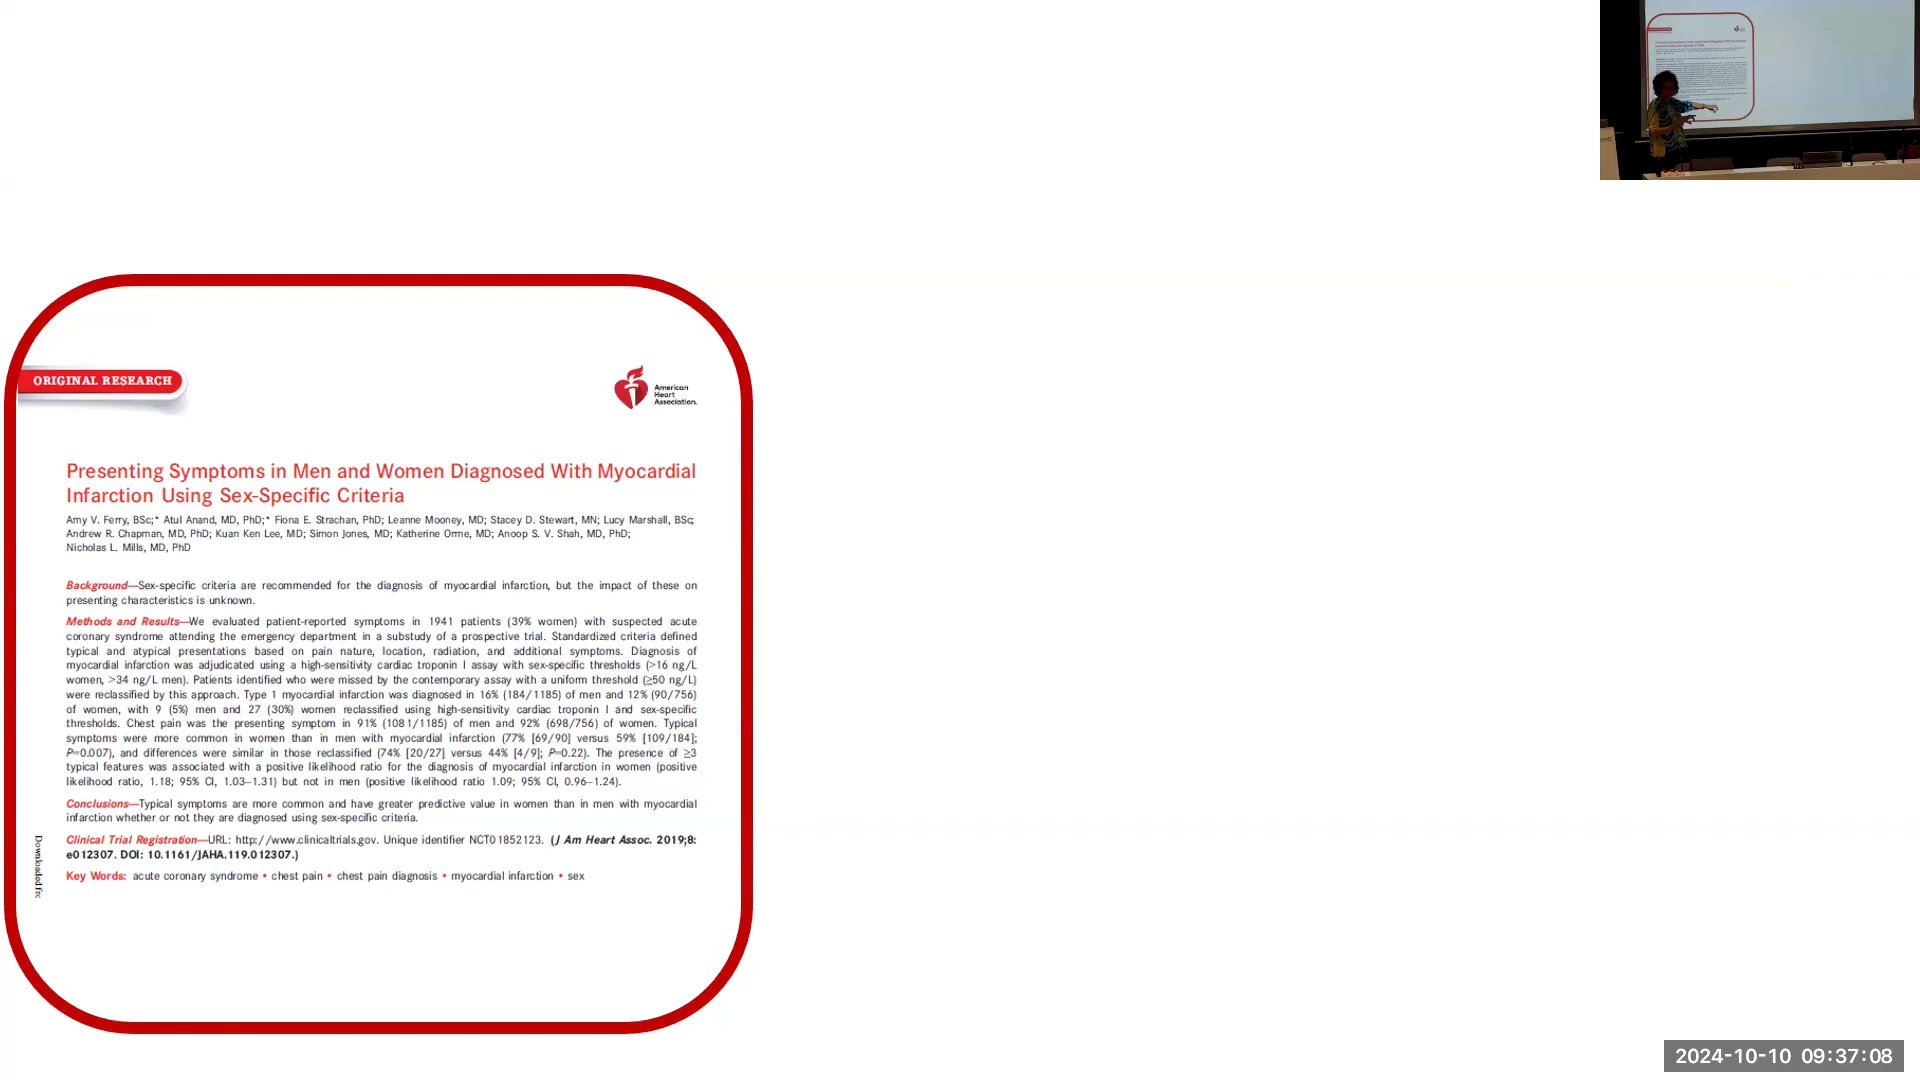 ORIGINAL RESEARCH
American
Heart
Association.
Presenting Symptoms in Men and Women Diagnosed With Myocardial
Infarction Using Sex-Specific Criteria
Amy V. Ferry, BSc;* Atul Anand, MD, PhD;* Fiona E. Strachan, PhD; Leanne Mooney, MD; Stacey D. Stewart, MN; Lucy Marshall, BSc;
Andrew R. Chapman, MD, PhD; Kuan Ken Lee, MD; Simon Jones, MD; Katherine Orme, MD; Anoop S. V. Shah, MD, PhD;
Nicholas L. Mills, MD, PhD
Background—Sex-specific criteria are recommended for the diagnosis of myocardial infarction, but the impact of these on
presenting characteristics is unknown.
Methods and Results—We evaluated patient-reported symptoms in 1941 patients (39% women) with suspected acute
coronary syndrome attending the emergency department in a substudy of a prospective trial. Standardized criteria defined
typical and atypical presentations based on pain nature, location, radiation, and additional symptoms. Diagnosis of
myocardial infarction was adjudicated using a high-sensitivity cardiac troponin I assay with sex-specific thresholds (>16 ng/L
women, >34 ng/L men). Patients identified who were missed by the contemporary assay with a uniform threshold (≥50 ng/L)
were reclassified by this approach. Type 1 myocardial infarction was diagnosed in 16% (184/1185) of men and 12% (90/756)
of women, with 9 (5%) men and 27 (30%) women reclassified using high-sensitivity cardiac troponin I and sex-specific
thresholds. Chest pain was the presenting symptom in 91% (1081/1185) of men and 92% (698/756) of women. Typical
symptoms were more common in women than in men with myocardial infarction (77% [69/90] versus 59% [109/184];
P=0.007), and differences were similar in those reclassified (74% [20/27] versus 44% [4/9]; P=0.22). The presence of ≥3
typical features was associated with a positive likelihood ratio for the diagnosis of myocardial infarction in women (positive
likelihood ratio, 1.18; 95% CI, 1.03–1.31) but not in men (positive likelihood ratio 1.09; 95% CI, 0.96–1.24).
Conclusions—Typical symptoms are more common and have greater predictive value in women than in men with myocardial
infarction whether or not they are diagnosed using sex-specific criteria.
Clinical Trial Registration—URL: http://www.clinicaltrials.gov. Unique identifier NCT01852123. (J Am Heart Assoc. 2019;8:
e012307. DOI: 10.1161/JAHA.119.012307.)
Key Words: acute coronary syndrome • chest pain • chest pain diagnosis • myocardial infarction • sex
Downloaded frc
2024-10-10 09:37:08